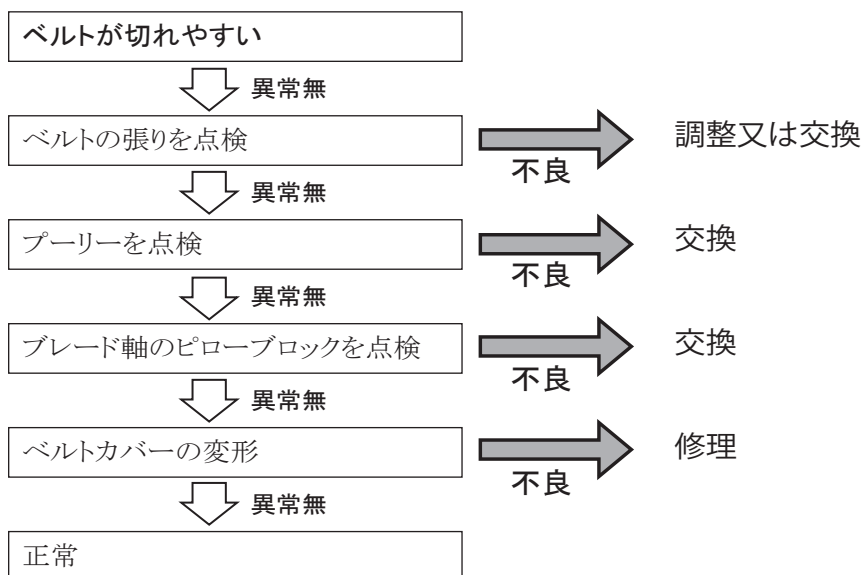 ベルトが切れやすい
異常無
ベルトの張りを点検
不良
調整又は交換
異常無
プーリーを点検
不良
交換
異常無
ブレード軸のピローブロックを点検
不良
交換
異常無
ベルトカバーの変形
不良
修理
異常無
正常